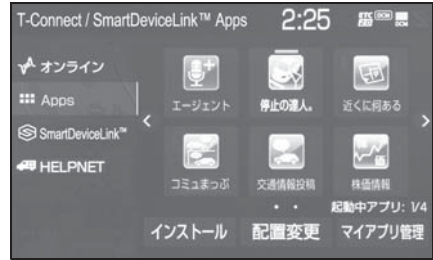 T-Connect / SmartDeviceLink™ Apps
2:25
ETC
DCM
オンライン
Apps
SmartDeviceLink™
HELPNET
エージェント
停止の達人。
近くに何ある
コミュまっぷ
交通情報投稿
株価情報
起動中アプリ: 1/4
インストール
配置変更
マイアプリ管理